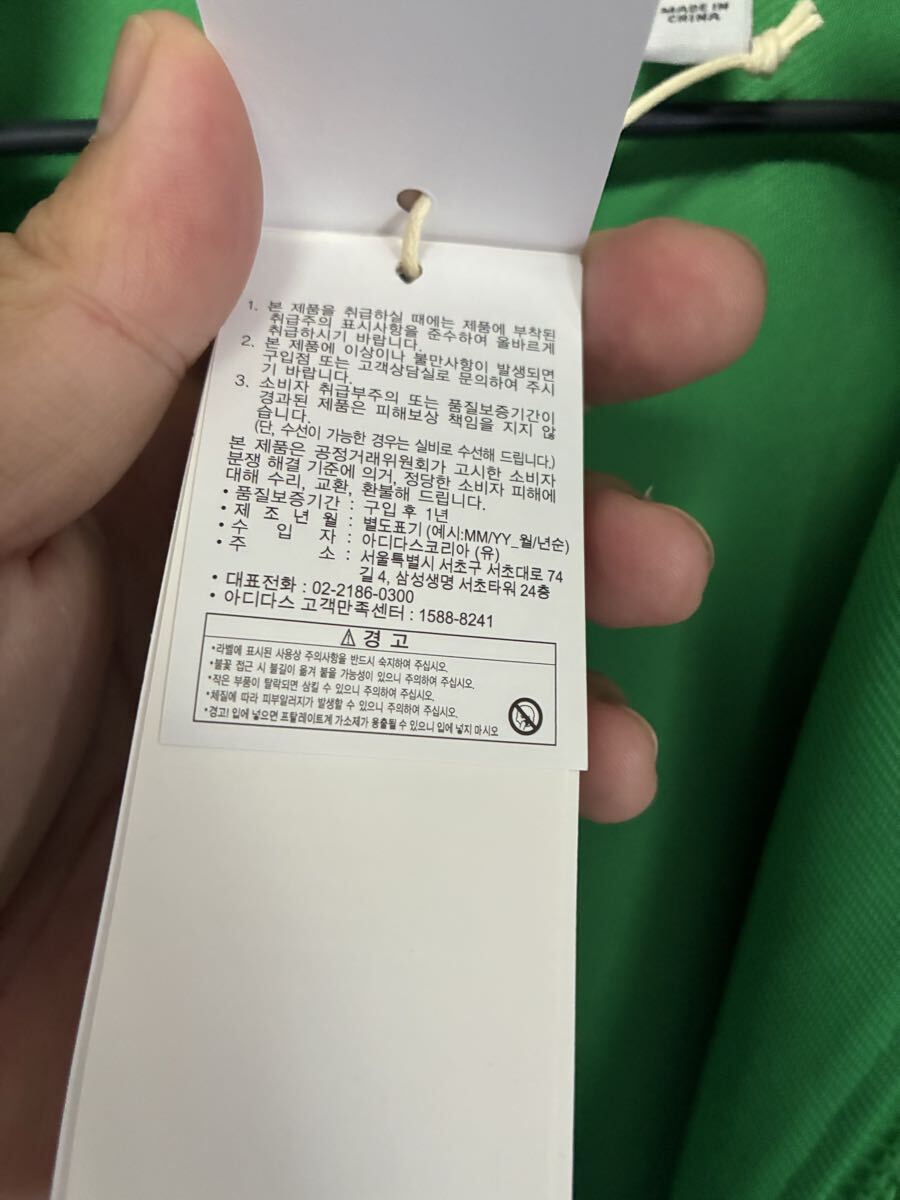 MADE IN
CHINA
1. 본 제품을 취급하실 때에는 제품에 부착된
취급주의 표시사항을 준수하여 올바르게
취급하시기 바랍니다.
2. 본 제품에 이상이나 불만사항이 발생되면
구입점 또는 고객상담실로 문의하여 주시
기 바랍니다.
3. 소비자 취급부주의 또는 품질보증기간이
경과된 제품은 피해보상 책임을 지지 않
습니다.
(단, 수선이 가능한 경우는 실비로 수선해 드립니다.)
본 제품은 공정거래위원회가 고시한 소비자
분쟁 해결 기준에 의거, 정당한 소비자 피해에
대해 수리, 교환, 환불해 드립니다.
• 품질보증기간 : 구입 후 1년
• 제 조 년 월 : 별도표기 (예시:MM/YY_월/년순)
• 수 입 자 : 아디다스코리아 (유)
• 주 소 : 서울특별시 서초구 서초대로 74
길 4, 삼성생명 서초타워 24층
• 대표전화 : 02-2186-0300
• 아디다스 고객만족센터 : 1588-8241
⚠ 경 고
•라벨에 표시된 사용상 주의사항을 반드시 숙지하여 주십시오.
•불꽃 접근 시 불길이 옮겨 붙을 가능성이 있으니 주의하여 주십시오.
•작은 부품이 탈락되면 삼킬 수 있으니 주의하여 주십시오.
•체질에 따라 피부알러지가 발생할 수 있으니 주의하여 주십시오.
•경고! 입에 넣으면 프탈레이트계 가소제가 용출될 수 있으니 입에 넣지 마시오